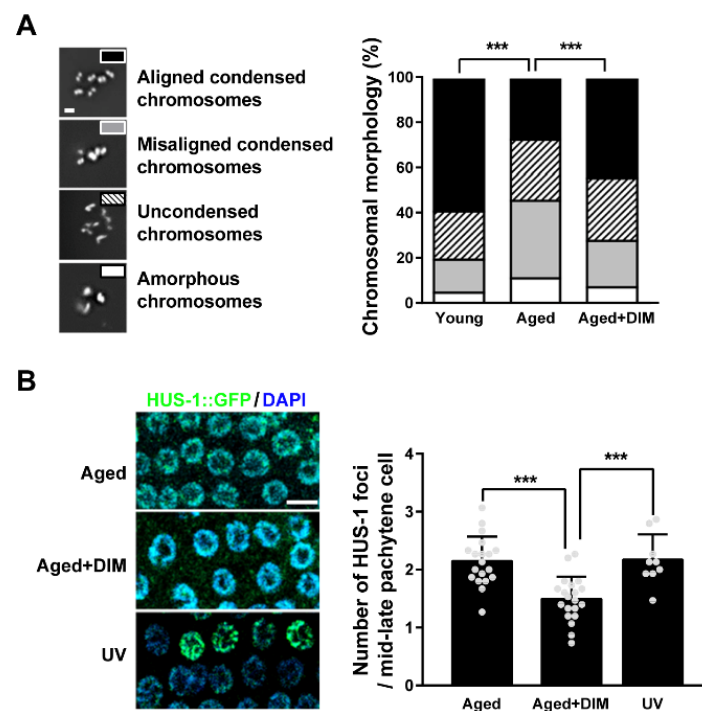 A
Aligned condensed
chromosomes
Misaligned condensed
chromosomes
Uncondensed
chromosomes
Amorphous
chromosomes
Chromosomal morphology (%)
100
80
60
40
20
0
*** ***
Young Aged Aged+DIM
B
HUS-1::GFP/DAPI
Aged
Aged+DIM
UV
Number of HUS-1 foci
/ mid-late pachytene cell
4
3
2
1
0
*** ***
Aged Aged+DIM UV